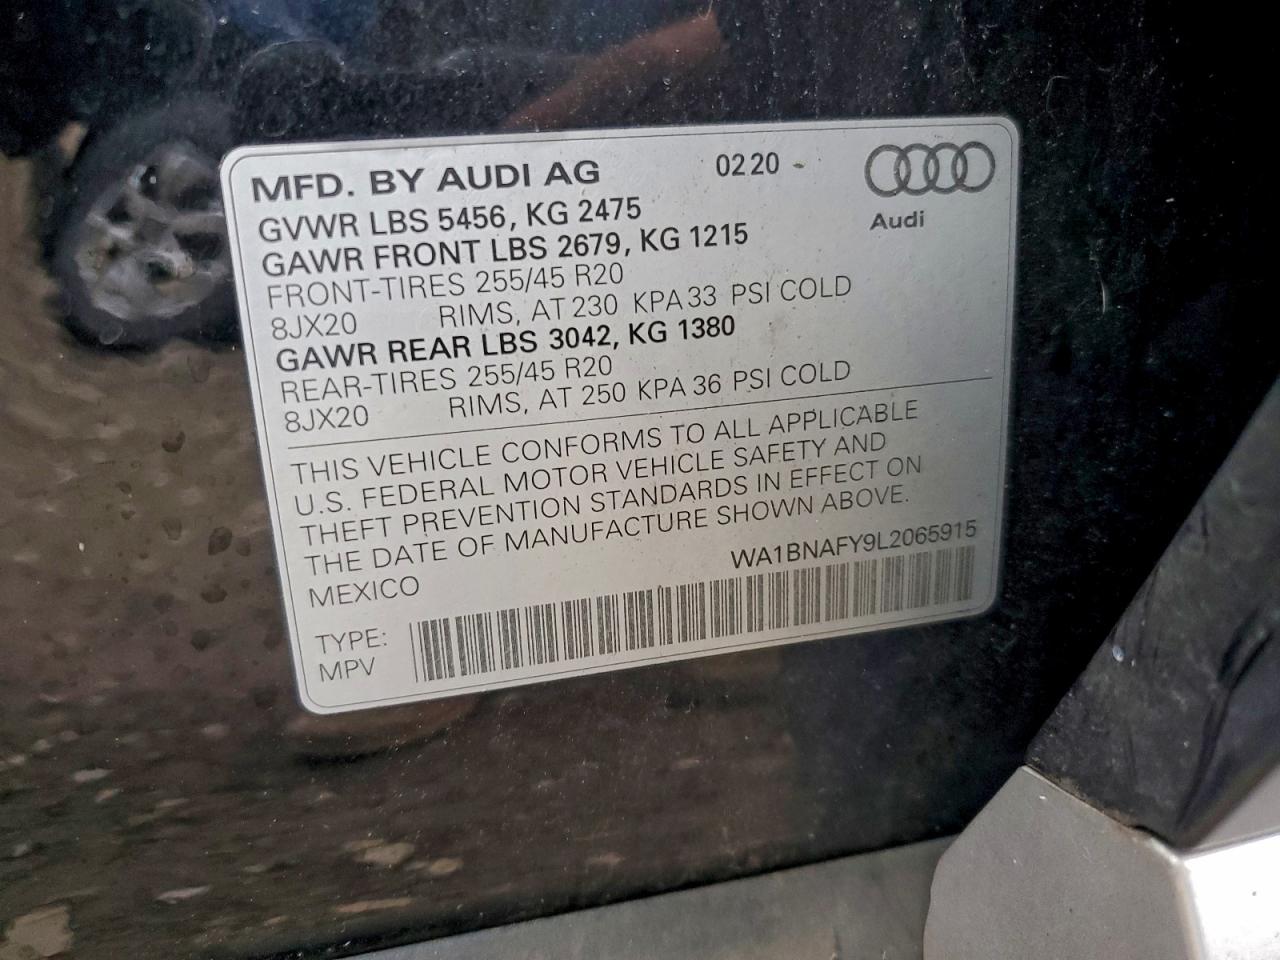 MFD. BY AUDI AG 0220
Audi
GVWR LBS 5456, KG 2475
GAWR FRONT LBS 2679, KG 1215
FRONT-TIRES 255/45 R20
8JX20 RIMS, AT 230 KPA 33 PSI COLD
GAWR REAR LBS 3042, KG 1380
REAR-TIRES 255/45 R20
8JX20 RIMS, AT 250 KPA 36 PSI COLD
THIS VEHICLE CONFORMS TO ALL APPLICABLE
U.S. FEDERAL MOTOR VEHICLE SAFETY AND
THEFT PREVENTION STANDARDS IN EFFECT ON
THE DATE OF MANUFACTURE SHOWN ABOVE.
MEXICO WA1BNAFY9L2065915
TYPE:
MPV